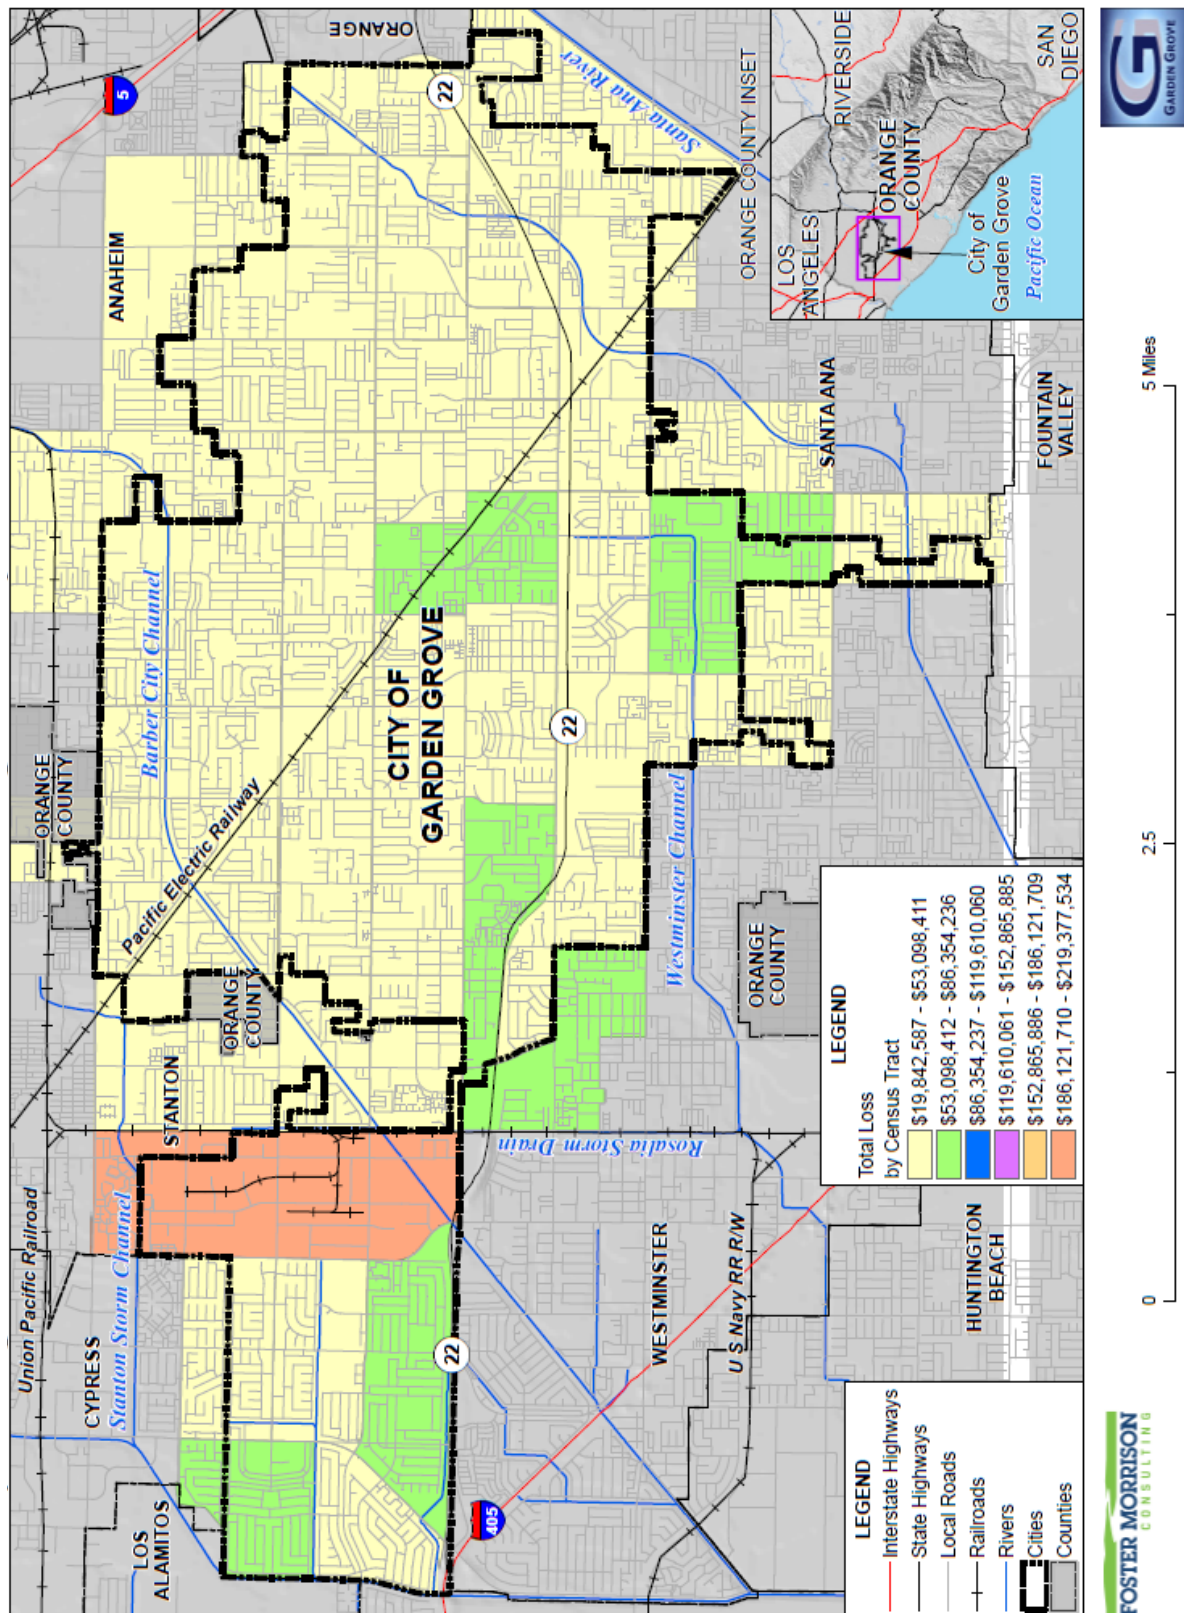 ORANGE
5
22
Santa Ana River
ANAHEIM
ORANGE COUNTY INSET
RIVERSIDE
SAN
DIEGO
ORANGE
COUNTY
LOS
ANGELES
City of
Garden Grove
Pacific Ocean
G
GARDEN GROVE
SANTA ANA
FOUNTAIN
VALLEY
Barber City Channel
CITY OF
GARDEN GROVE
22
ORANGE
COUNTY
Pacific Electric Railway
Westminster Channel
ORANGE
COUNTY
ORANGE
COUNTY
STANTON
Rosalia Storm Drain
Union Pacific Railroad
CYPRESS
Stanton Storm Channel
22
LOS
ALAMITOS
405
WESTMINSTER
U S Navy RR R/W
HUNTINGTON
BEACH
LEGEND
Total Loss
by Census Tract
$19,842,587 - $53,098,411
$53,098,412 - $86,354,236
$86,354,237 - $119,610,060
$119,610,061 - $152,865,885
$152,865,886 - $186,121,709
$186,121,710 - $219,377,534
LEGEND
Interstate Highways
State Highways
Local Roads
Railroads
Rivers
Cities
Counties
0
2.5
5 Miles
FOSTER MORRISON
CONSULTING